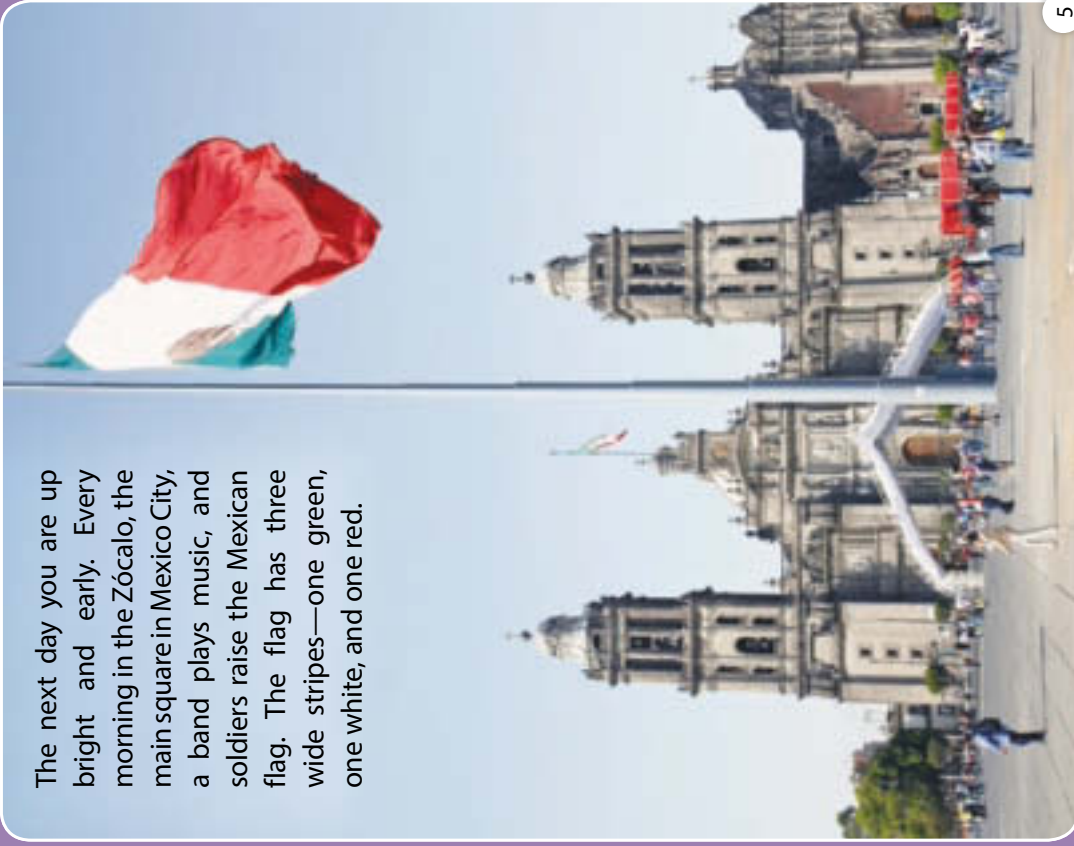 The next day you are up
bright and early. Every
morning in the Zócalo, the
main square in Mexico City,
a band plays music, and
soldiers raise the Mexican
flag. The flag has three
wide stripes—one green,
one white, and one red.
5